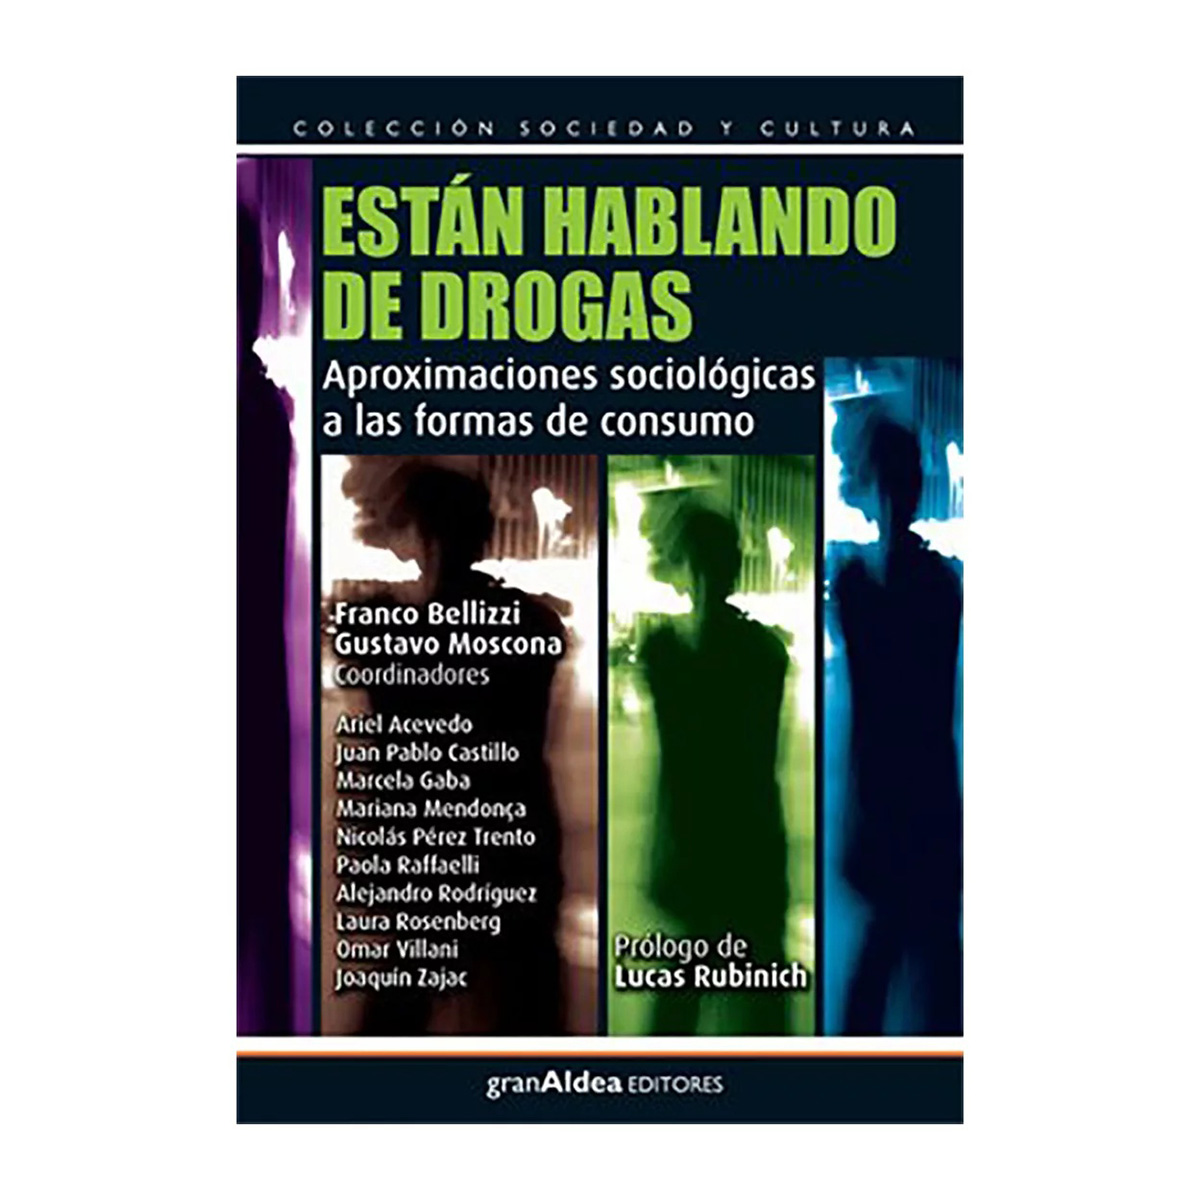 COLECCIÓN SOCIEDAD Y CULTURA
ESTÁN HABLANDO
DE DROGAS
Aproximaciones sociológicas
a las formas de consumo
Franco Bellizzi
Gustavo Moscona
Coordinadores
Ariel Acevedo
Juan Pablo Castillo
Marcela Gaba
Mariana Mendonça
Nicolás Pérez Trento
Paola Raffaelli
Alejandro Rodríguez
Laura Rosenberg
Omar Villani
Joaquín Zajac
Prólogo de
Lucas Rubinich
granAldea EDITORES